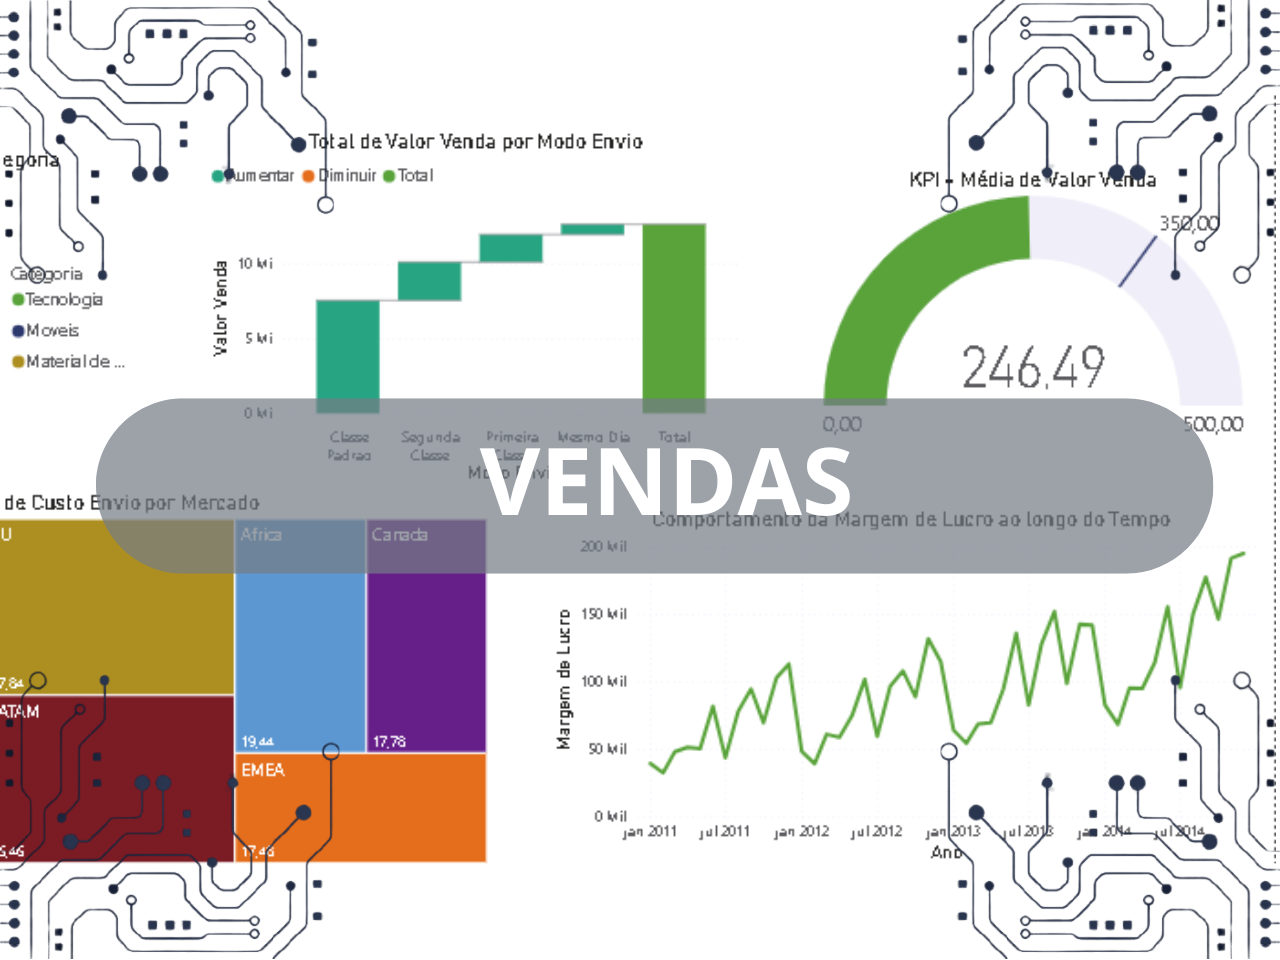 Total de Valor Venda por Modo Envio
Aumentar Diminuir Total
egoria
KPI - Média de Valor Venda
350,00
Categoria
Tecnologia
Moveis
Material de ...
Valor Venda
10 Mi
5 Mi
0 Mi
246,49
0,00
500,00
Classe Padrao
Segunda Classe
Primeira Classe
Mesmo Dia
Total
Modo Envi
VENDAS
de Custo Envio por Mercado
U
Africa
Canada
7,84
ATAM
19,44
17,78
EMEA
17,43
Comportamento da Margem de Lucro ao longo do Tempo
Margem de Lucro
200 Mil
150 Mil
100 Mil
50 Mil
0 Mil
jan 2011 jul 2011 jan 2012 jul 2012 jan 2013 jul 2013 jan 2014 jul 2014
Ano